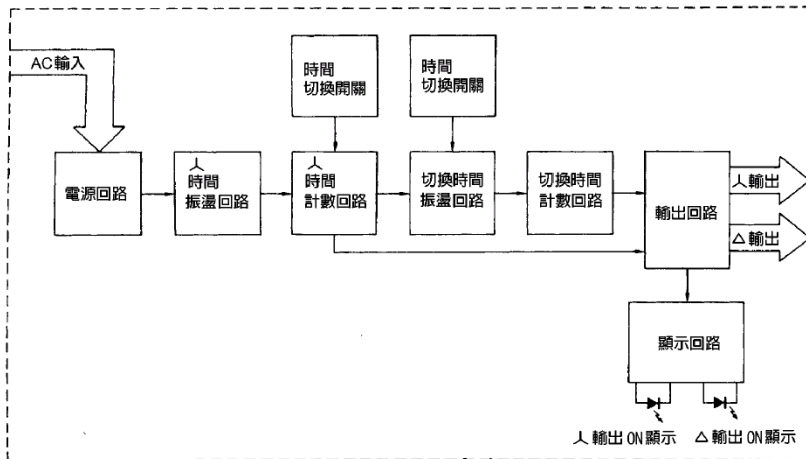 AC輸入
時間
切換開關
時間
切換開關
電源回路
人
時間
振盪回路
人
時間
計數回路
切換時間
振盪回路
切換時間
計數回路
輸出回路
人輸出
△輸出
顯示回路
人輸出ON顯示
△輸出ON顯示